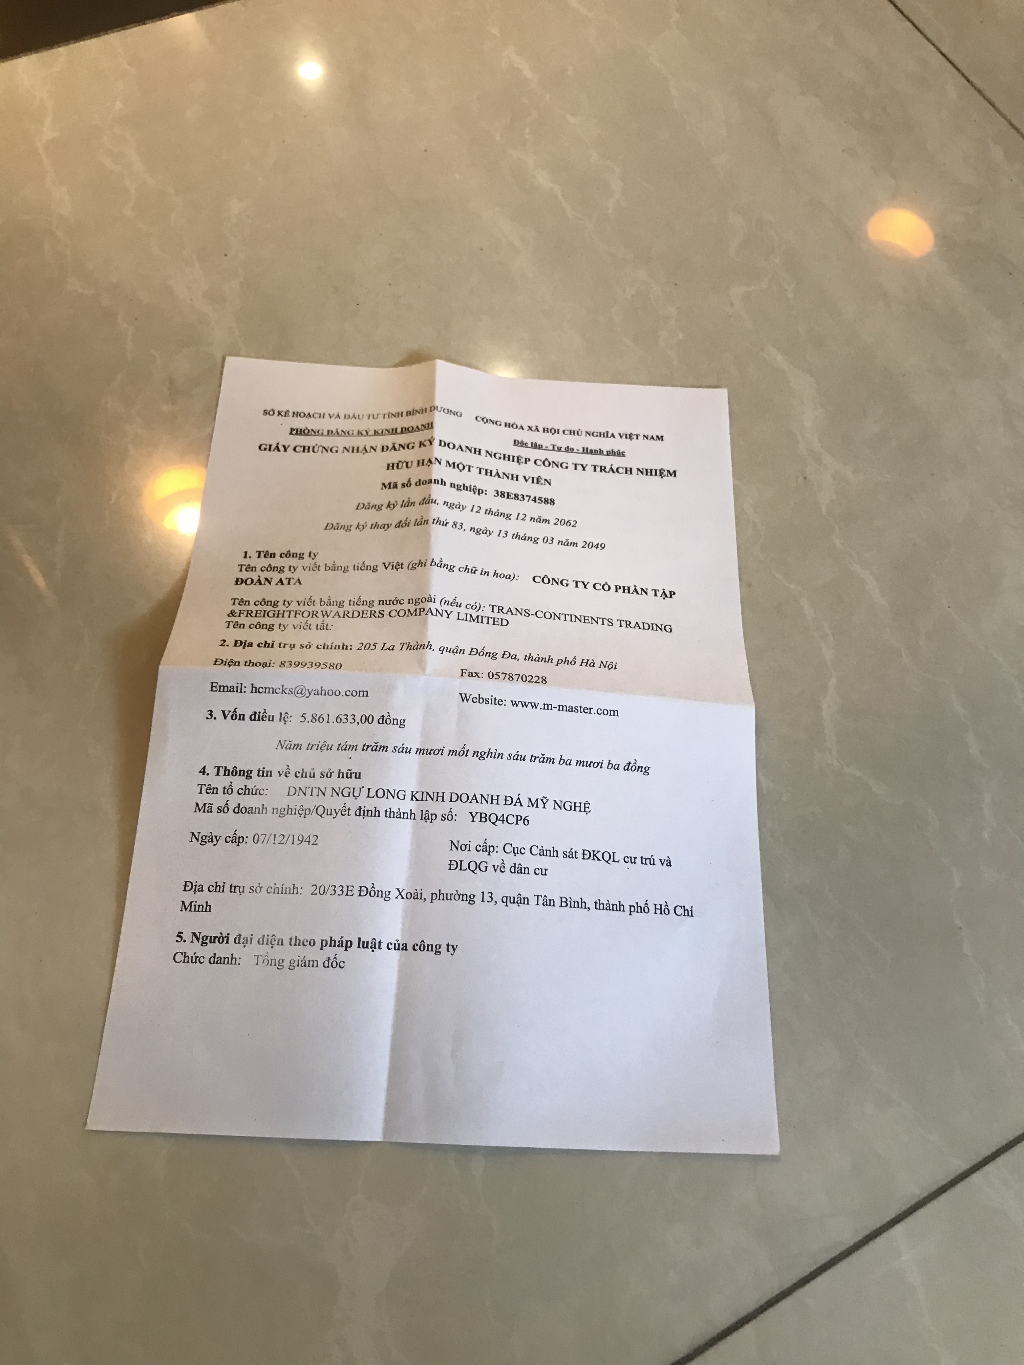 SỞ KẾ HOẠCH VÀ ĐẦU TƯ TỈNH BÌNH DƯƠNG
PHÒNG ĐĂNG KÝ KINH DOANH
CỘNG HÒA XÃ HỘI CHỦ NGHĨA VIỆT NAM
Độc lập - Tự do - Hạnh phúc
GIẤY CHỨNG NHẬN ĐĂNG KÝ DOANH NGHIỆP CÔNG TY TRÁCH NHIỆM
HỮU HẠN MỘT THÀNH VIÊN
Mã số doanh nghiệp: 38E8374588
Đăng ký lần đầu, ngày 12 tháng 12 năm 2062
Đăng ký thay đổi lần thứ 83, ngày 13 tháng 03 năm 2049
1. Tên công ty
Tên công ty viết bằng tiếng Việt (ghi bằng chữ in hoa): CÔNG TY CỔ PHẦN TẬP
ĐOÀN ATA
Tên công ty viết bằng tiếng nước ngoài (nếu có): TRANS-CONTINENTS TRADING
&FREIGHTFORWARDERS COMPANY LIMITED
Tên công ty viết tắt:
2. Địa chỉ trụ sở chính: 205 La Thành, quận Đống Đa, thành phố Hà Nội
Điện thoại: 839939580 Fax: 057870228
Email: hcmcks@yahoo.com Website: www.m-master.com
3. Vốn điều lệ: 5.861.633,00 đồng
Năm triệu tám trăm sáu mươi mốt nghìn sáu trăm ba mươi ba đồng
4. Thông tin về chủ sở hữu
Tên tổ chức: DNTN NGỰ LONG KINH DOANH ĐÁ MỸ NGHỆ
Mã số doanh nghiệp/Quyết định thành lập số: YBQ4CP6
Ngày cấp: 07/12/1942 Nơi cấp: Cục Cảnh sát ĐKQL cư trú và
ĐLQG về dân cư
Địa chỉ trụ sở chính: 20/33E Đồng Xoài, phường 13, quận Tân Bình, thành phố Hồ Chí
Minh
5. Người đại diện theo pháp luật của công ty
Chức danh: Tổng giám đốc